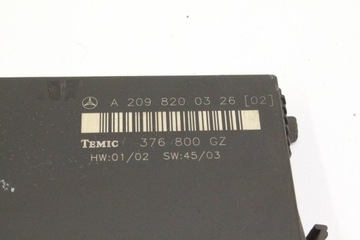 A 209 820 03 26 [02]
TEMIC 376 800 GZ
HW:01/02 SW:45/03